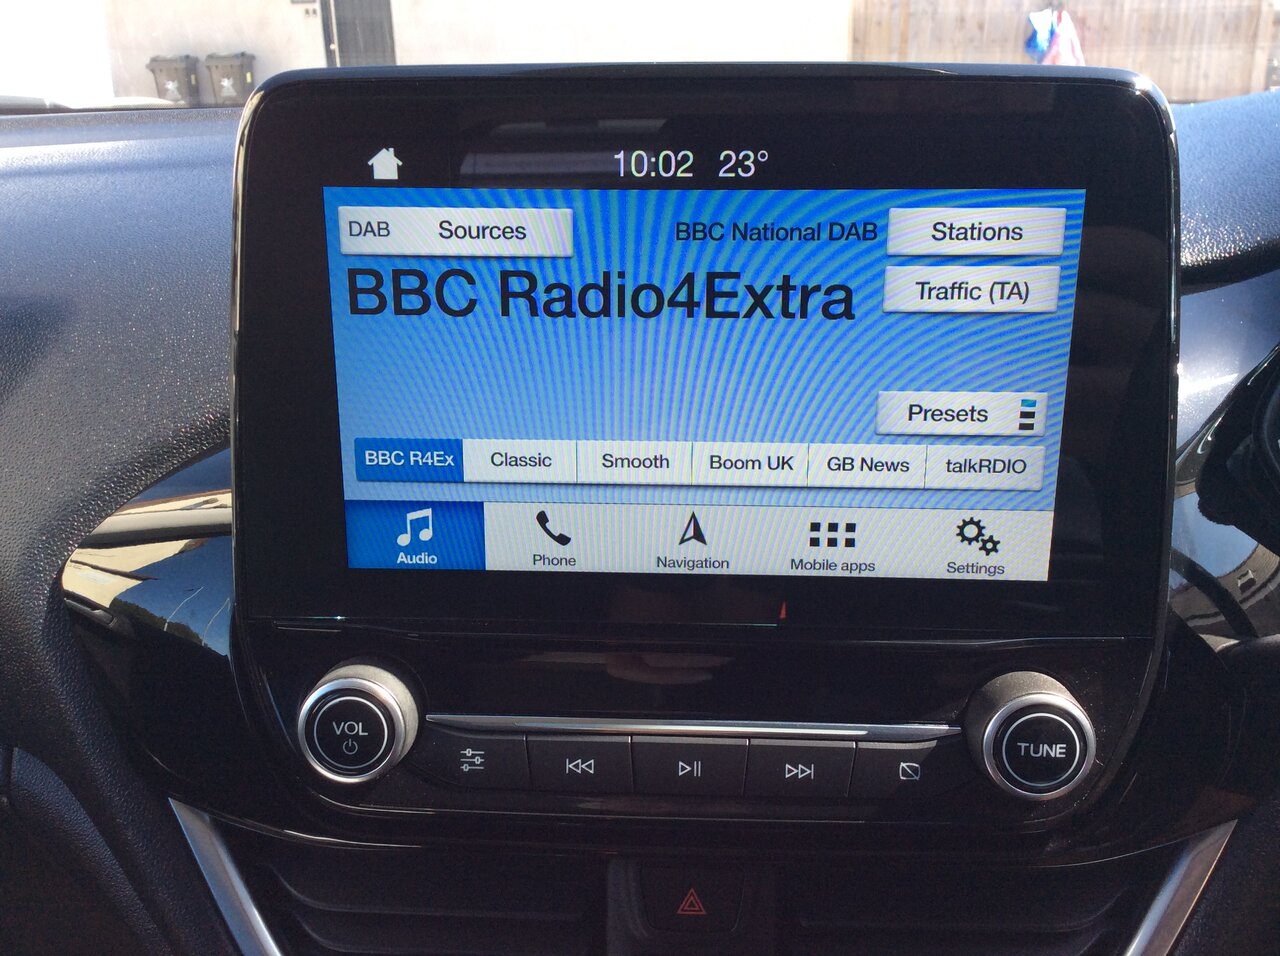 10:02 23°
DAB Sources BBC National DAB Stations
BBC Radio4Extra Traffic (TA)
Presets
BBC R4Ex Classic Smooth Boom UK GB News talkRDIO
Audio Phone Navigation Mobile apps Settings
VOL TUNE